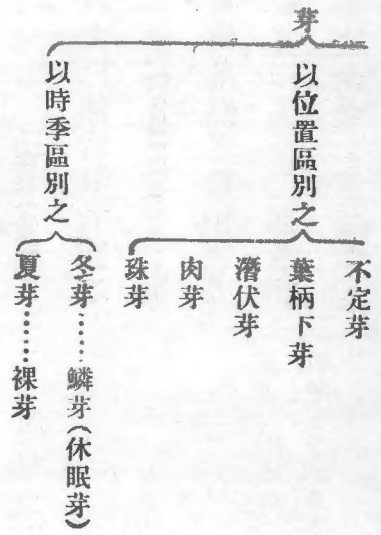 芽
以位置區別之
不定芽
葉柄下芽
潛伏芽
肉芽
珠芽
以時季區別之
冬芽……鱗芽(休眠芽)
夏芽……裸芽